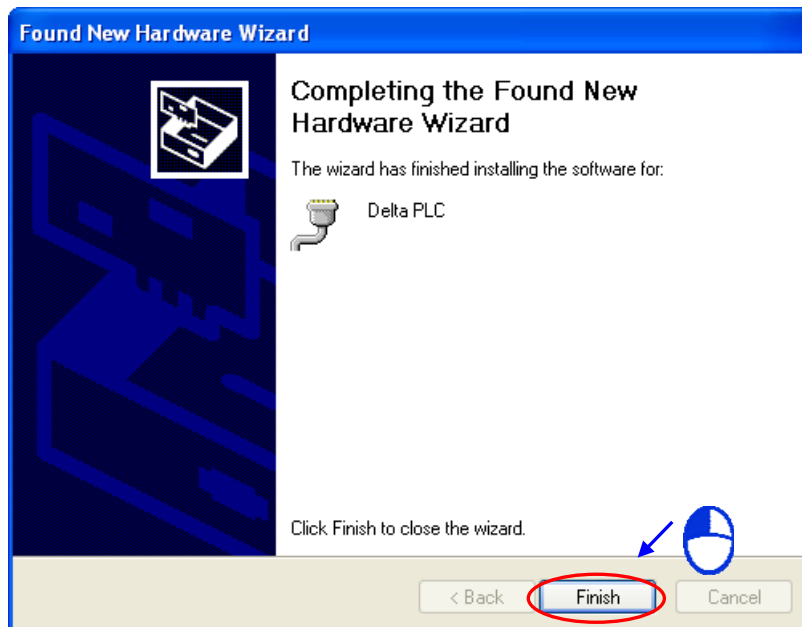 Found New Hardware Wizard
Completing the Found New
Hardware Wizard
The wizard has finished installing the software for:
Delta PLC
Click Finish to close the wizard.
< Back
Finish
Cancel